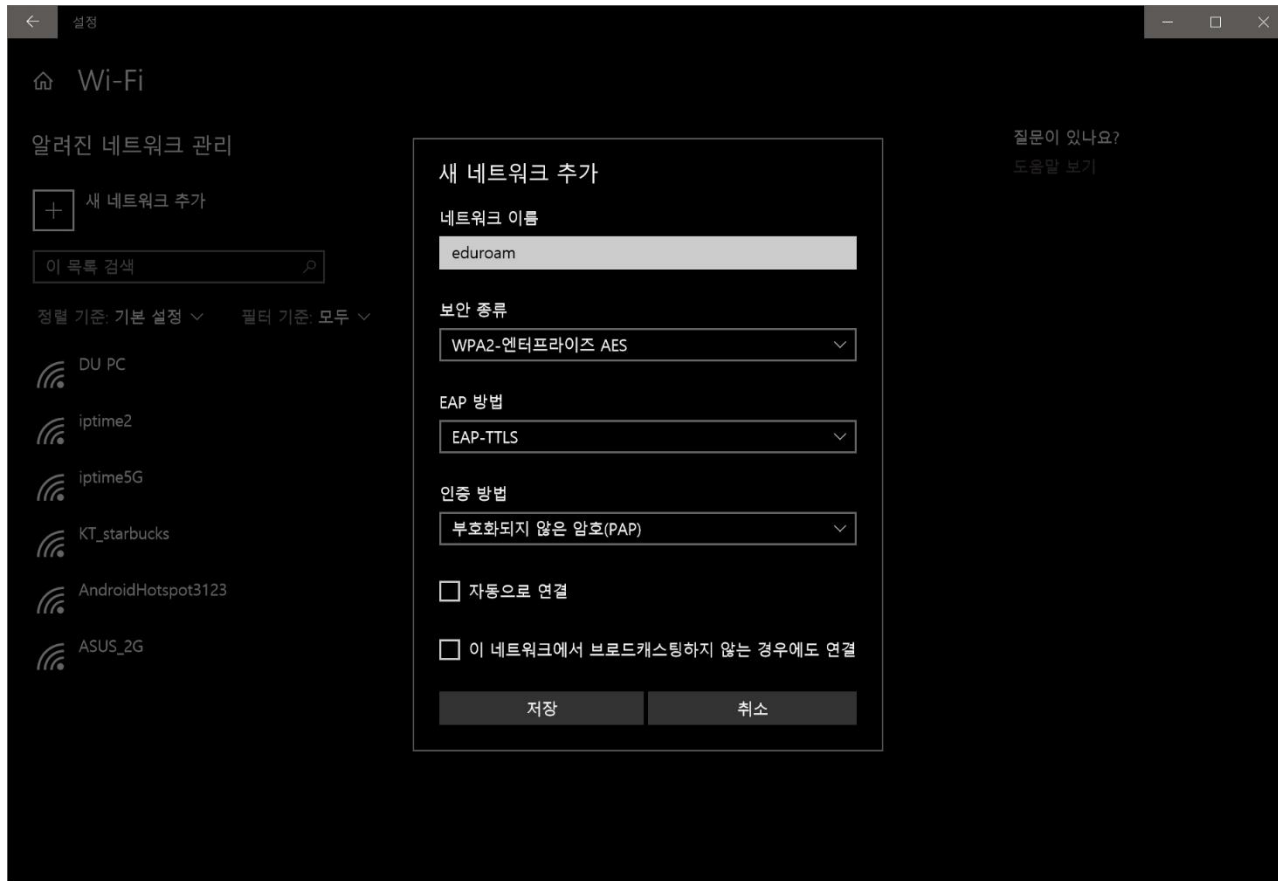 설정
Wi-Fi
알려진 네트워크 관리
새 네트워크 추가
이 목록 검색
정렬 기준: 기본 설정 필터 기준: 모두
DU PC
iptime2
iptime5G
KT_starbucks
AndroidHotspot3123
ASUS_2G
새 네트워크 추가
네트워크 이름
eduroam
보안 종류
WPA2-엔터프라이즈 AES
EAP 방법
EAP-TTLS
인증 방법
부호화되지 않은 암호(PAP)
자동으로 연결
이 네트워크에서 브로드캐스팅하지 않는 경우에도 연결
저장 취소
질문이 있나요?
도움말 보기